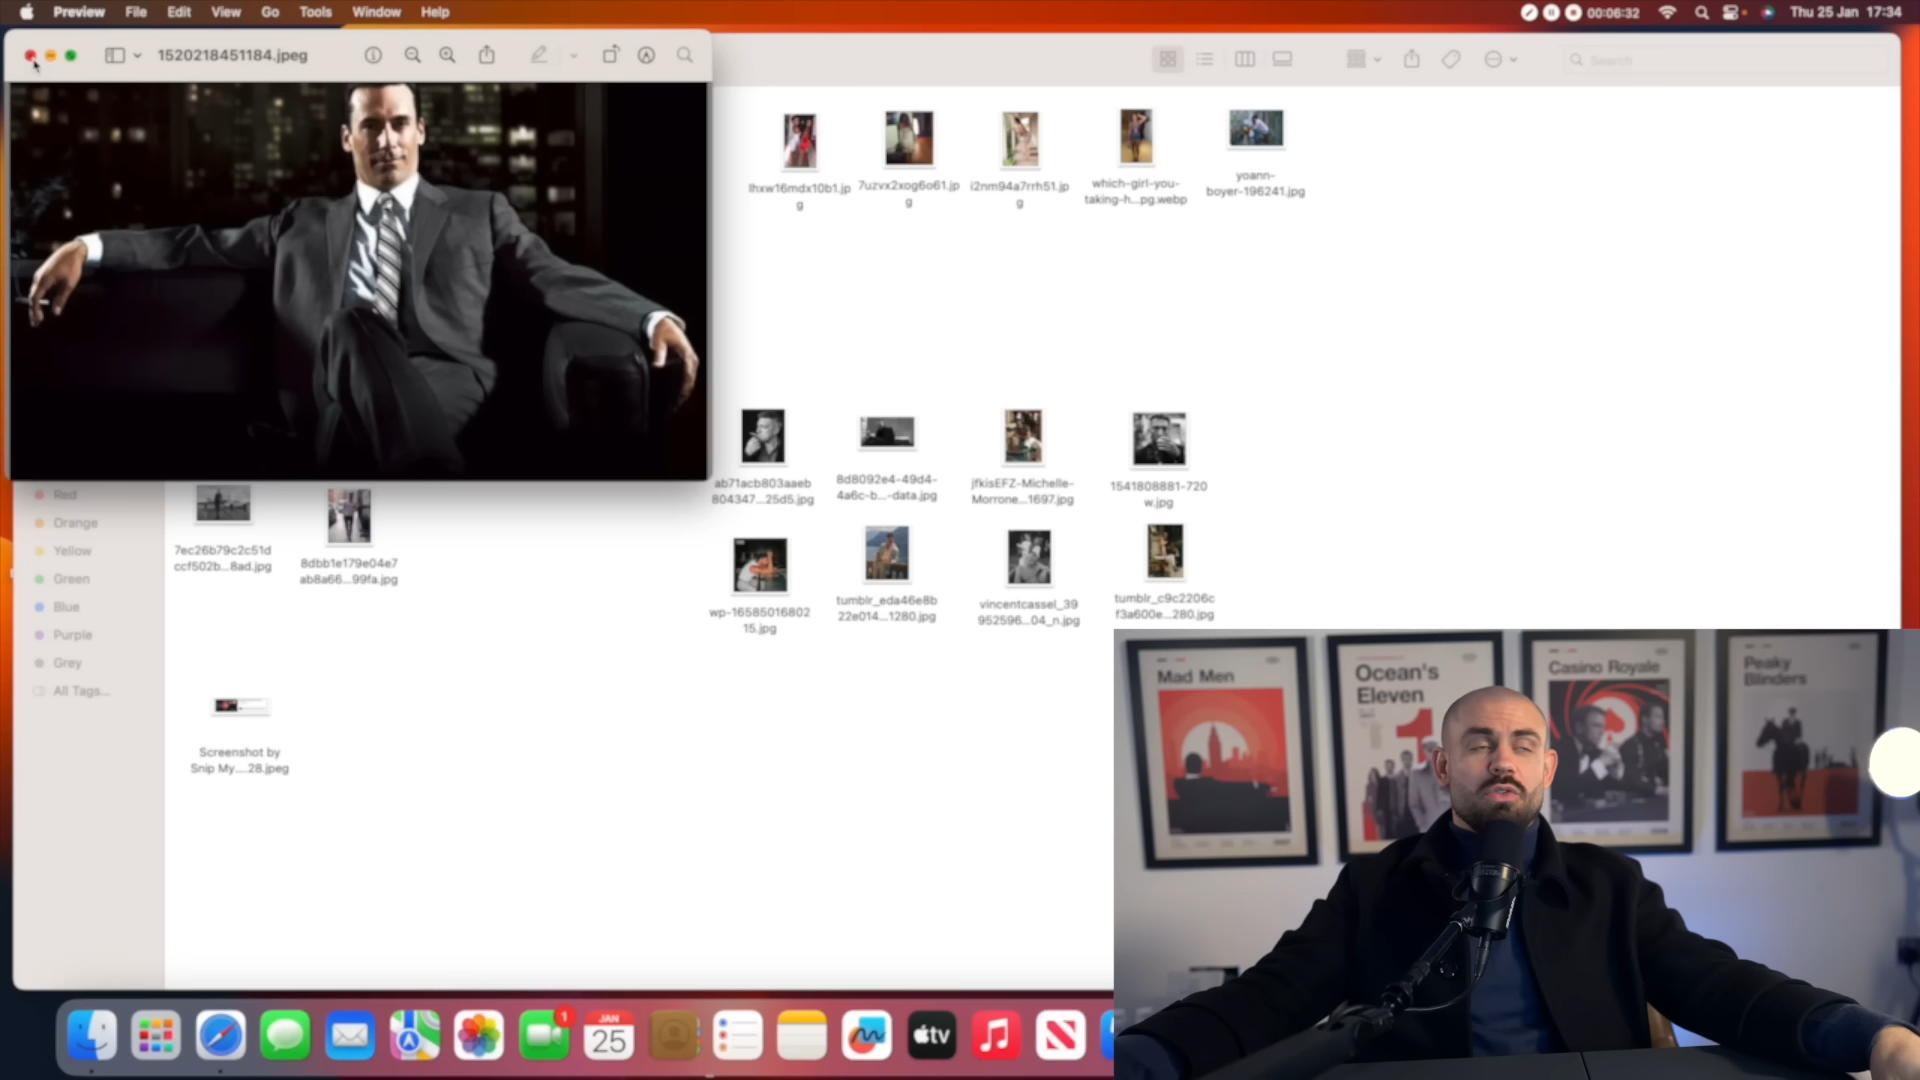 Preview File Edit View Go Tools Window Help
00:06:32
Thu 25 Jan 17:34
1520218451184.jpeg
Search
lhxw16mdx10b1.jp
g
7uzvx2xog6o61.jp
g
i2nm94a7rrh51.jp
g
which-girl-you-
taking-h...pg.webp
yoann-
boyer-196241.jpg
ab71acb803aaeb
804347...25d5.jpg
8d8092e4-49d4-
4a6c-b...-data.jpg
jfkisEFZ-Michelle-
Morrone...1697.jpg
1541808881-720
w.jpg
Red
Orange
Yellow
Green
Blue
Purple
Grey
All Tags...
7ec26b79c2c51d
ccf502b...8ad.jpg
8dbb1e179e04e7
ab8a66...99fa.jpg
wp-16585016802
15.jpg
tumblr_eda46e8b
22e014...1280.jpg
vincentcassel_39
952596...04_n.jpg
tumblr_c9c2206c
f3a600e...280.jpg
Screenshot by
Snip My....28.jpeg
Mad Men
Ocean's
Eleven
Casino Royale
Peaky
Blinders
1
JAN
25
tv